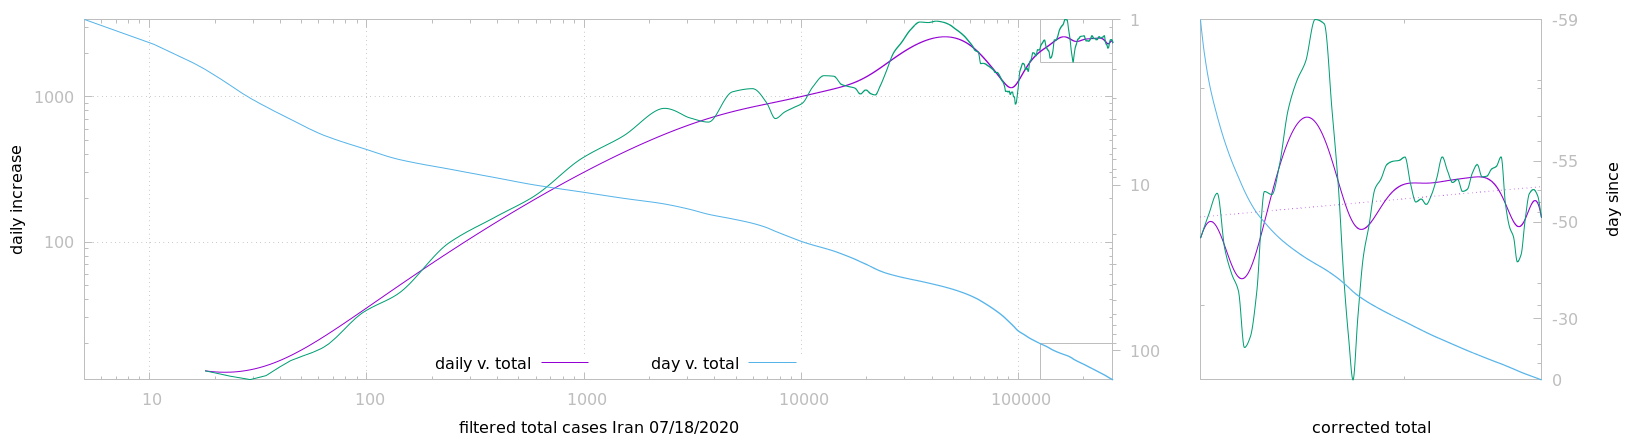 1
-59
1000
daily increase
-55
10
day since
-50
100
-30
daily v. total
day v. total
100
0
10
100
1000
10000
100000
filtered total cases Iran 07/18/2020
corrected total